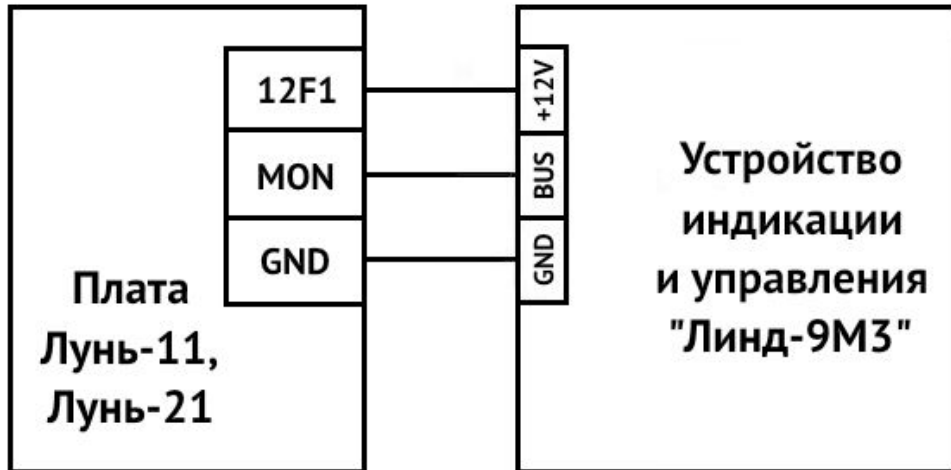 12F1
MON
GND
Плата
Лунь-11,
Лунь-21
+12V
BUS
GND
Устройство
индикации
и управления
"Линд-9М3"